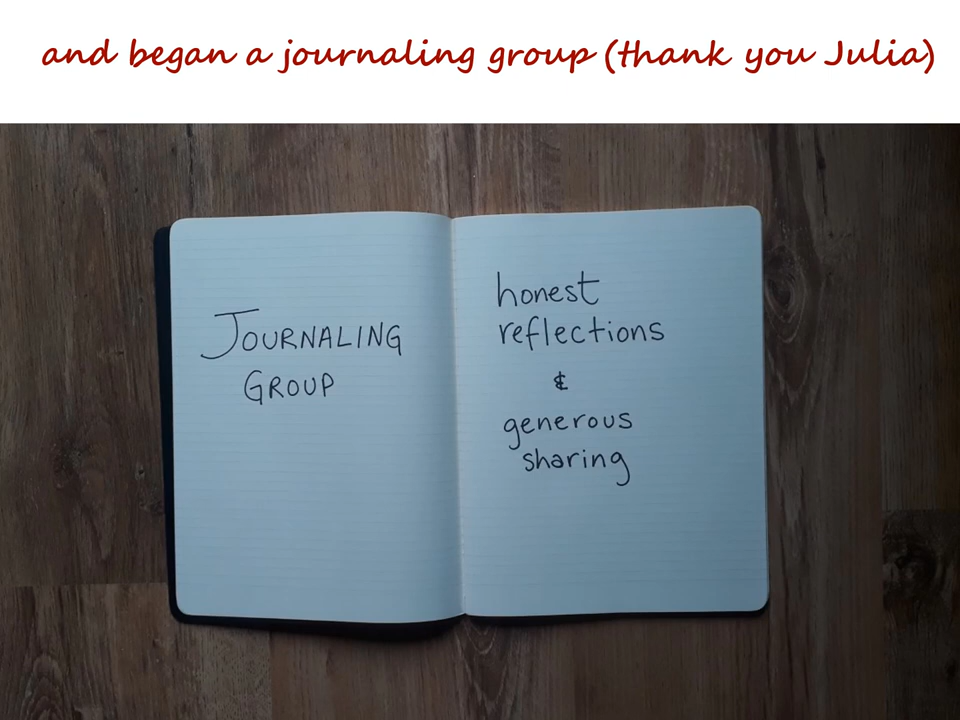 and began a journaling group (thank you Julia)
JOURNALING
GROUP
honest
reflections
&
generous
sharing